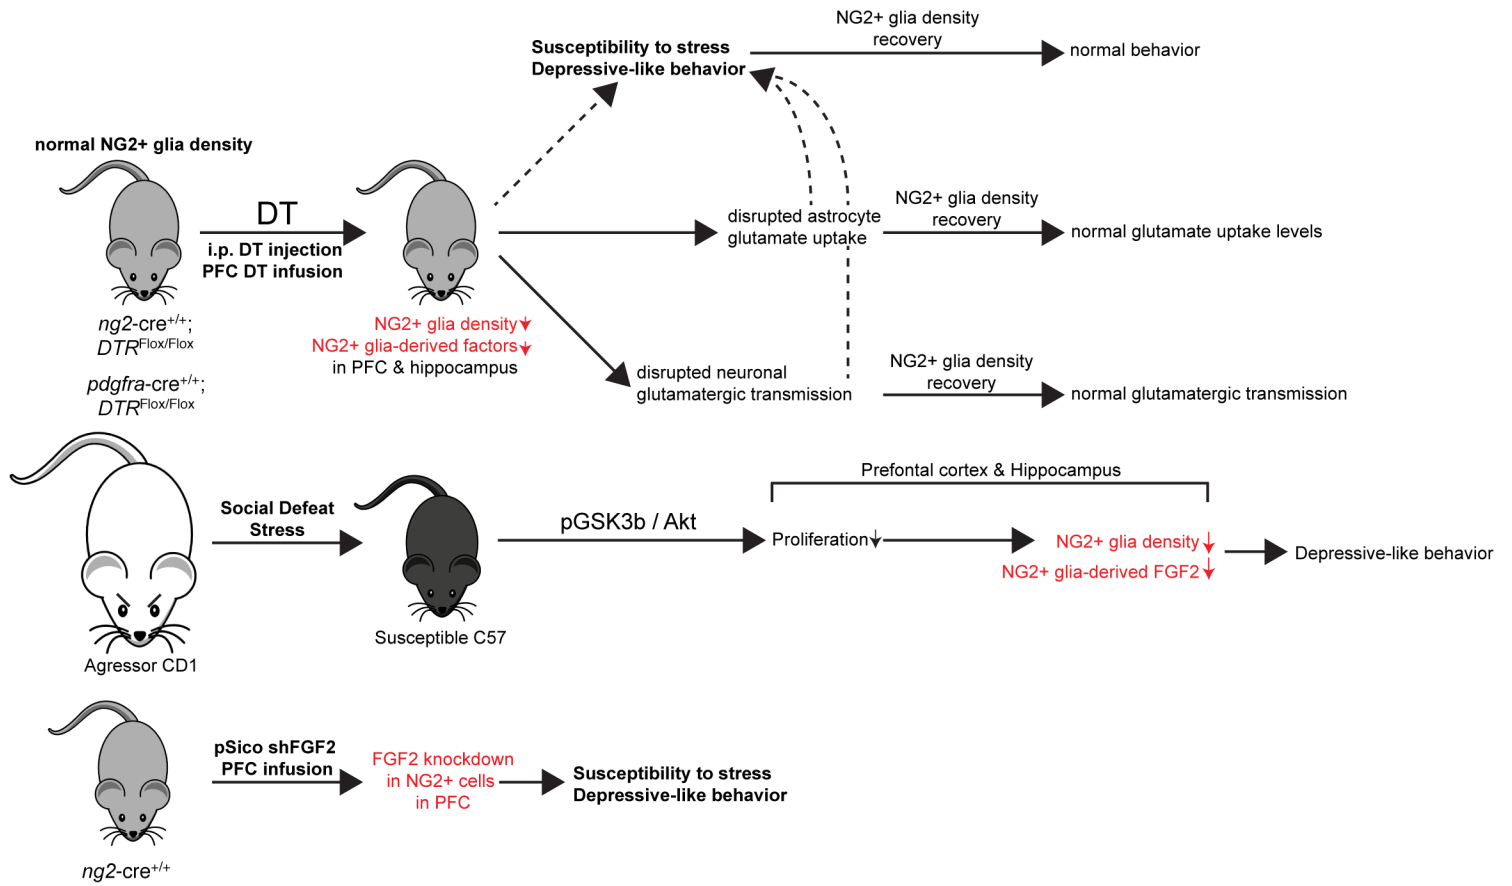 NG2+ glia density
recovery
Susceptibility to stress
Depressive-like behavior
normal behavior
normal NG2+ glia density
DT
i.p. DT injection
PFC DT infusion
disrupted astrocyte
glutamate uptake
NG2+ glia density
recovery
normal glutamate uptake levels
ng2-cre+/+;
DTRFlox/Flox
pdgfra-cre+/+;
DTRFlox/Flox
NG2+ glia density↓
NG2+ glia-derived factors↓
in PFC & hippocampus
disrupted neuronal
glutamatergic transmission
NG2+ glia density
recovery
normal glutamatergic transmission
Social Defeat
Stress
Agressor CD1
Susceptible C57
pGSK3b / Akt
Prefontal cortex & Hippocampus
Proliferation↓
NG2+ glia density↓
NG2+ glia-derived FGF2↓
Depressive-like behavior
ng2-cre+/+
pSico shFGF2
PFC infusion
FGF2 knockdown
in NG2+ cells
in PFC
Susceptibility to stress
Depressive-like behavior